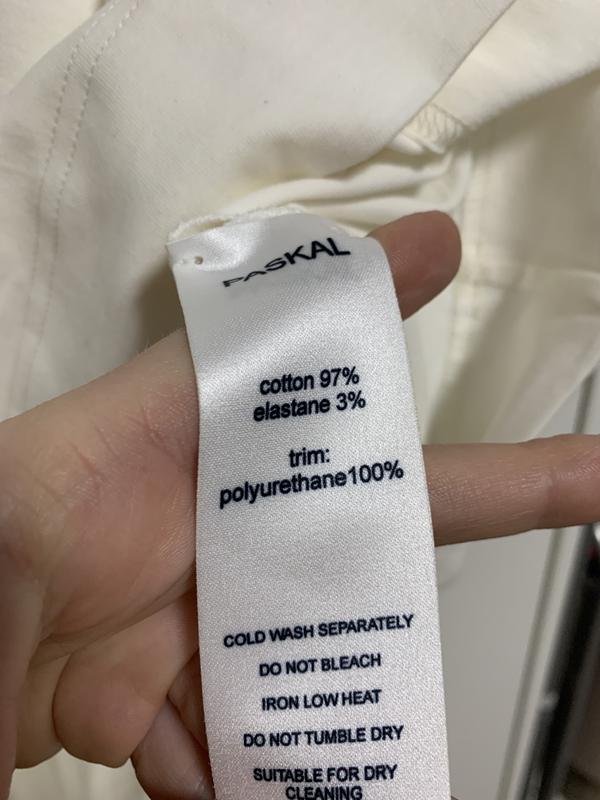 PASKAL
cotton 97%
elastane 3%
trim:
polyurethane100%
COLD WASH SEPARATELY
DO NOT BLEACH
IRON LOW HEAT
DO NOT TUMBLE DRY
SUITABLE FOR DRY
CLEANING